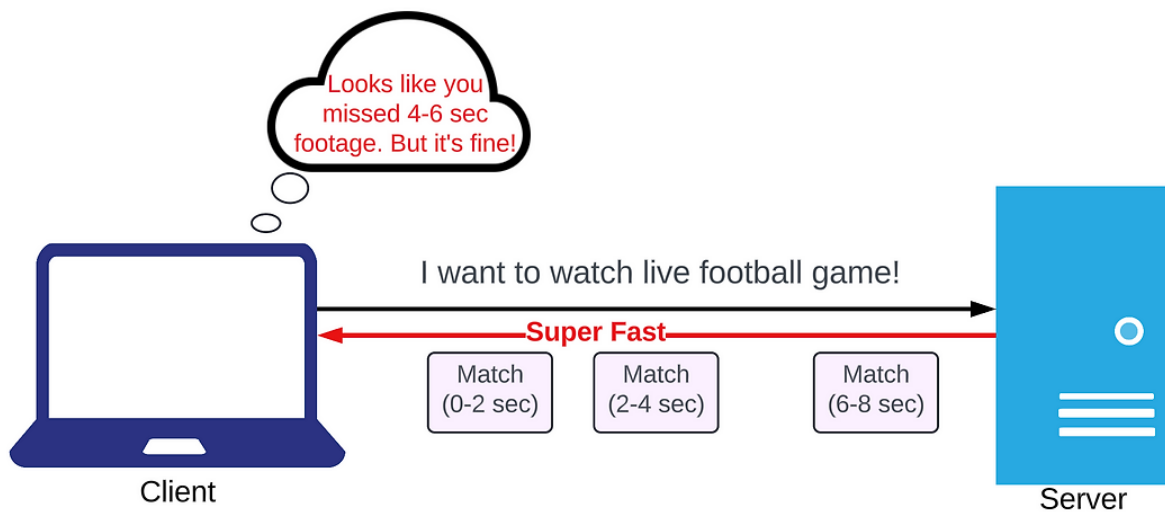 Looks like you
missed 4-6 sec
footage. But it's fine!
I want to watch live football game!
Super Fast
Match
(0-2 sec)
Match
(2-4 sec)
Match
(6-8 sec)
Client
Server